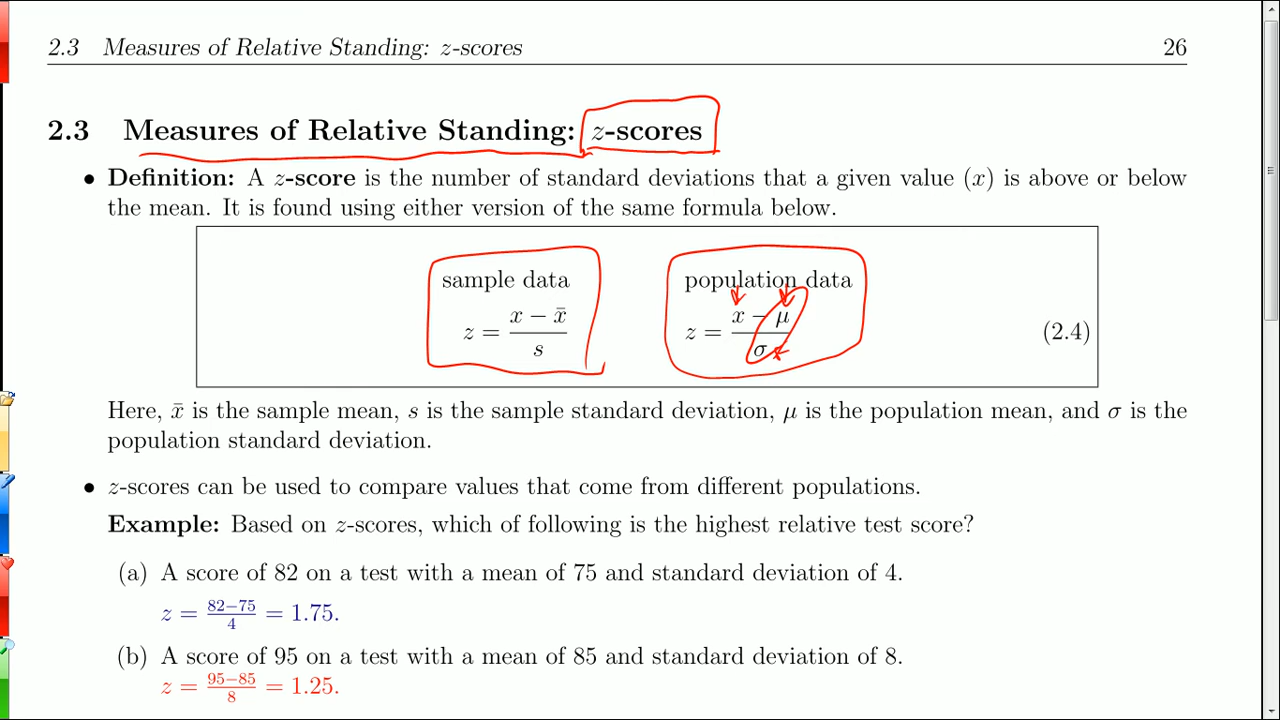 2.3 Measures of Relative Standing: z-scores 26
2.3 Measures of Relative Standing: z-scores
• Definition: A z-score is the number of standard deviations that a given value (x) is above or below
the mean. It is found using either version of the same formula below.
sample data population data
z = (x − x̄)/s z = (x − μ)/σ (2.4)
Here, x̄ is the sample mean, s is the sample standard deviation, μ is the population mean, and σ is the
population standard deviation.
• z-scores can be used to compare values that come from different populations.
Example: Based on z-scores, which of following is the highest relative test score?
(a) A score of 82 on a test with a mean of 75 and standard deviation of 4.
z = (82−75)/4 = 1.75.
(b) A score of 95 on a test with a mean of 85 and standard deviation of 8.
z = (95−85)/8 = 1.25.